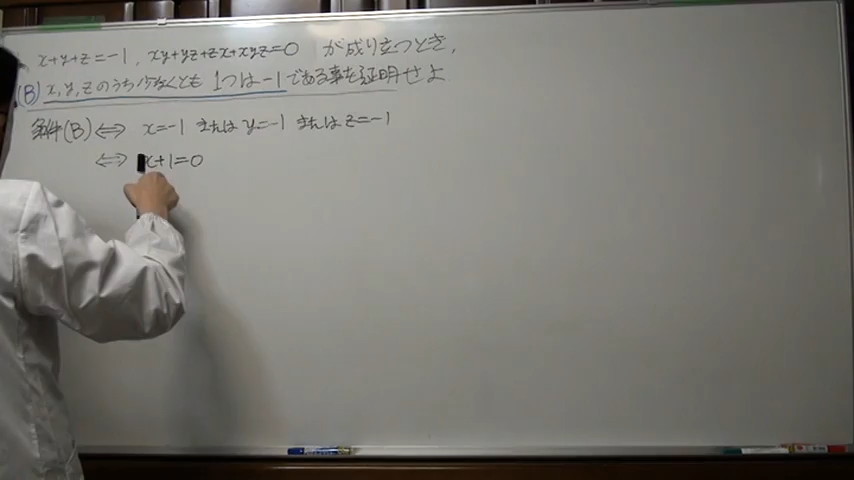 x+y+z=-1, xy+yz+zx+xyz=0 が成り立つとき,
(B) x,y,zのうち少なくとも 1つは-1である事を証明せよ
条件(B) ⇔ x=-1 または y=-1 または z=-1
⇔ x+1=0